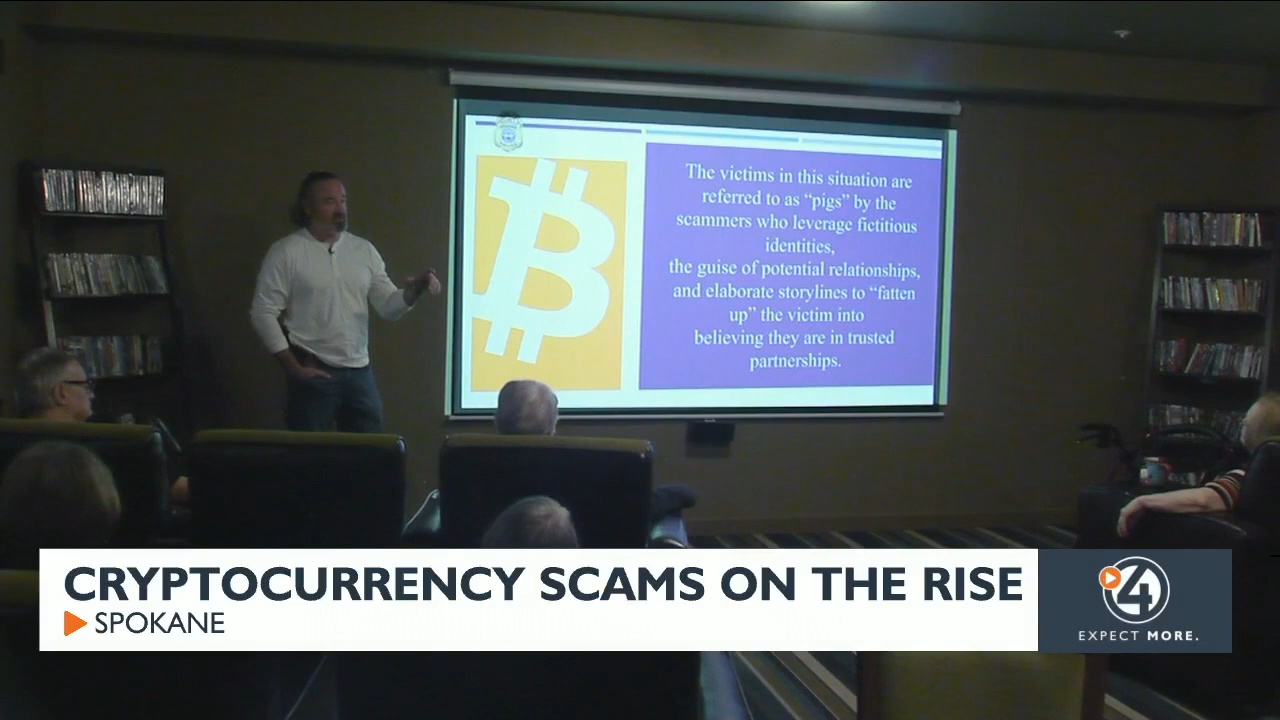 The victims in this situation are
referred to as “pigs” by the
scammers who leverage fictitious
identities,
the guise of potential relationships,
and elaborate storylines to “fatten
up” the victim into
believing they are in trusted
partnerships.
CRYPTOCURRENCY SCAMS ON THE RISE
SPOKANE
4
EXPECT MORE.